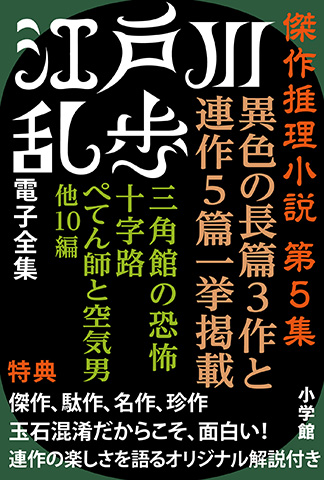 江戸川
乱歩
電子全集
傑作推理小説 第5集
異色の長篇3作と
連作5篇一挙掲載
三角館の恐怖
十字路
ぺてん師と空気男
他10編
特典
傑作、駄作、名作、珍作
玉石混淆だからこそ、面白い!
連作の楽しさを語るオリジナル解説付き
小学館